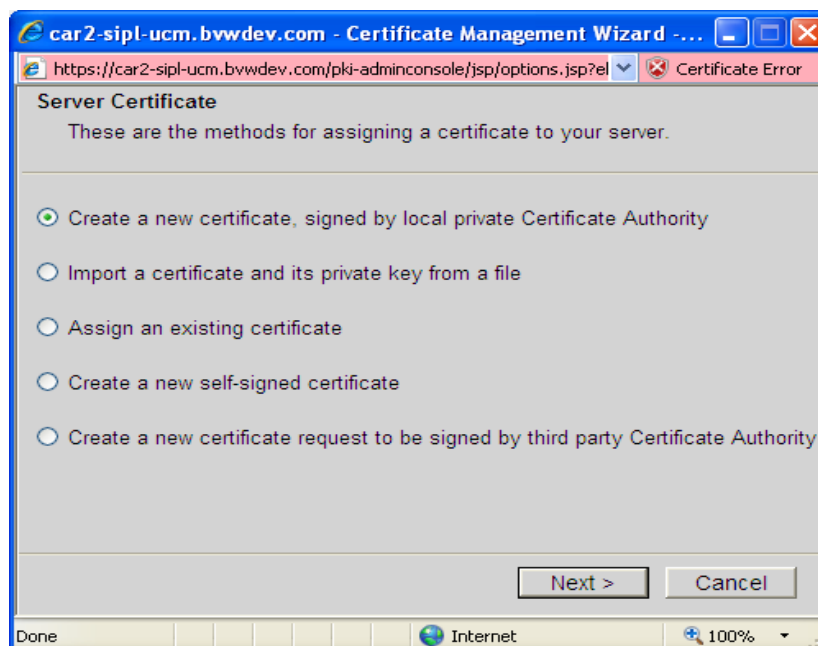 car2-sipl-ucm.bvwdev.com - Certificate Management Wizard -...
https://car2-sipl-ucm.bvwdev.com/pki-adminconsole/jsp/options.jsp?el
Certificate Error
Server Certificate
These are the methods for assigning a certificate to your server.
Create a new certificate, signed by local private Certificate Authority
Import a certificate and its private key from a file
Assign an existing certificate
Create a new self-signed certificate
Create a new certificate request to be signed by third party Certificate Authority
Next >
Cancel
Done
Internet
100%